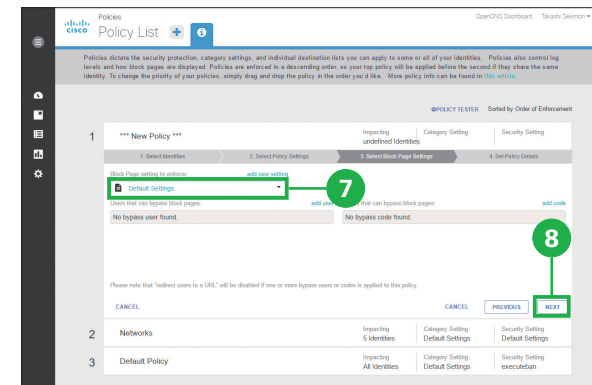 Policies
OpenDNS Dashboard Takashi Sekimori
CISCO Policy List
Policies dictate the security protection, category settings, and individual destination lists you can apply to some or all of your identities. Policies also control log
levels and how block pages are displayed. Policies are enforced in a descending order, so your top policy will be applied before the second if they share the same
identity. To change the priority of your policies, simply drag and drop the policy in the order you'd like. More policy info can be found in this article.
POLICY TESTER Sorted by Order of Enforcement
1 *** New Policy *** Impacting Category Setting Security Setting
undefined Identities
1. Select Identities 2. Select Policy Settings 3. Select Block Page Settings 4. Set Policy Details
Block Page setting to enforce: add new setting
Default Settings
7
Users that can bypass block pages: add user that can bypass block pages: add code
No bypass user found. No bypass code found.
8
Please note that "redirect users to a URL" will be disabled if one or more bypass users or codes is applied to this policy.
CANCEL CANCEL PREVIOUS NEXT
2 Networks Impacting Category Setting Security Setting
5 Identities Default Settings Default Settings
3 Default Policy Impacting Category Setting Security Setting
All Identities Default Settings executeban